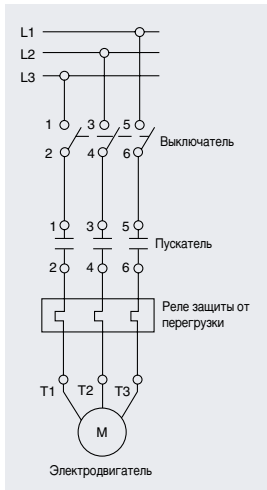 L1
L2
L3
1 3 5
Выключатель
2 4 6
1 3 5
Пускатель
2 4 6
Реле защиты от
перегрузки
T1 T2 T3
M
Электродвигатель